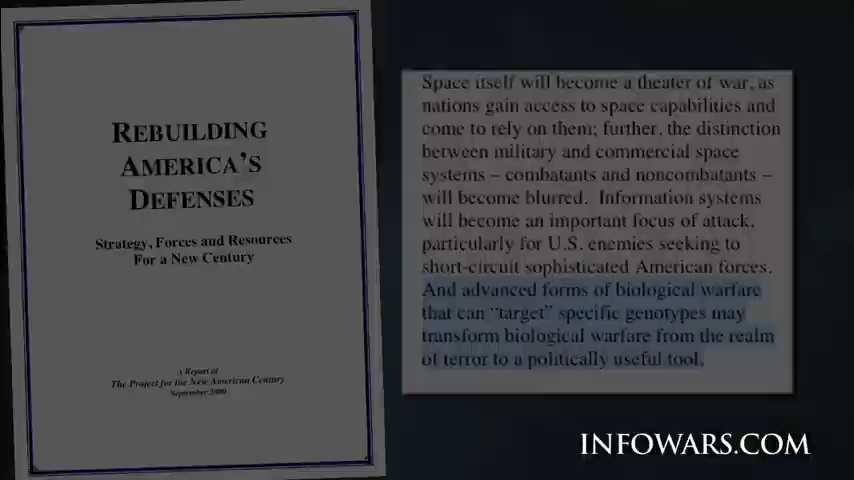 REBUILDING
AMERICA'S
DEFENSES
Strategy, Forces and Resources
For a New Century
A Report of
The Project for the New American Century
September 2000
Space itself will become a theater of war, as
nations gain access to space capabilities and
come to rely on them; further, the distinction
between military and commercial space
systems – combatants and noncombatants –
will become blurred. Information systems
will become an important focus of attack,
particularly for U.S. enemies seeking to
short-circuit sophisticated American forces.
And advanced forms of biological warfare
that can “target” specific genotypes may
transform biological warfare from the realm
of terror to a politically useful tool.
INFOWARS.COM